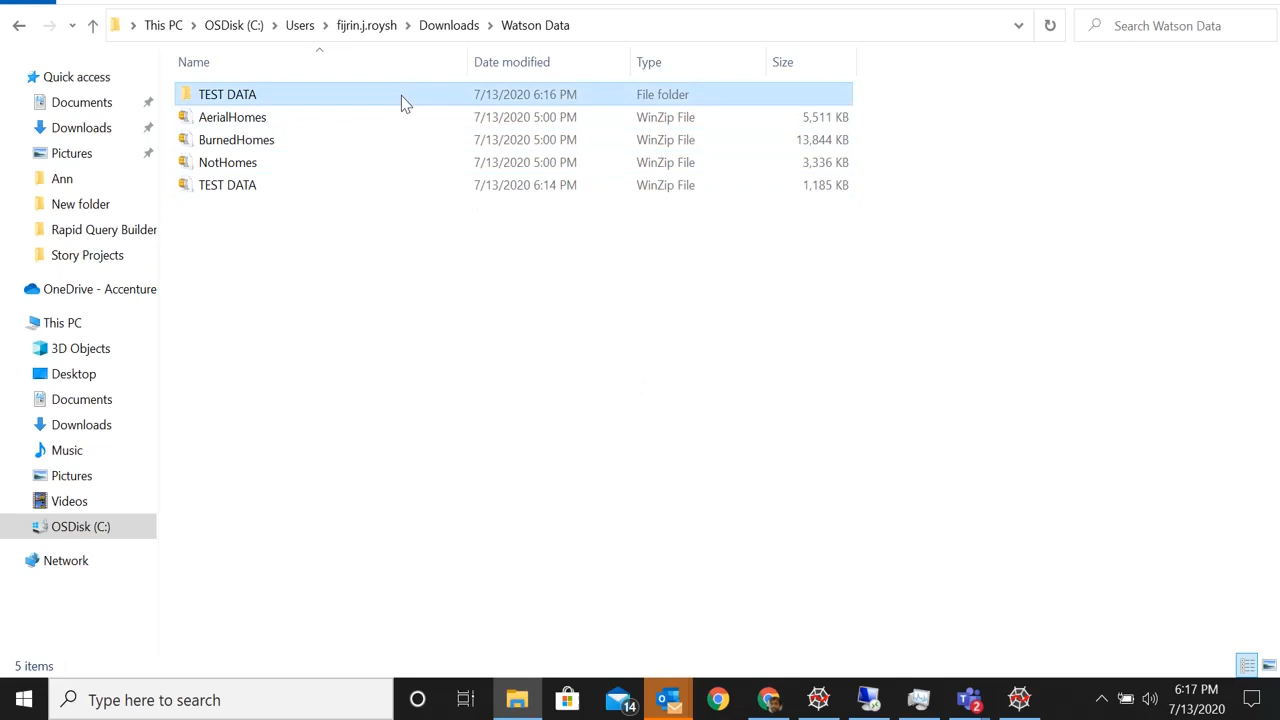 This PC > OSDisk (C:) > Users > fijrin.j.roysh > Downloads > Watson Data
Search Watson Data
Name Date modified Type Size
Quick access
Documents
Downloads
Pictures
Ann
New folder
Rapid Query Builder
Story Projects
OneDrive - Accenture
This PC
3D Objects
Desktop
Documents
Downloads
Music
Pictures
Videos
OSDisk (C:)
Network
TEST DATA 7/13/2020 6:16 PM File folder
AerialHomes 7/13/2020 5:00 PM WinZip File 5,511 KB
BurnedHomes 7/13/2020 5:00 PM WinZip File 13,844 KB
NotHomes 7/13/2020 5:00 PM WinZip File 3,336 KB
TEST DATA 7/13/2020 6:14 PM WinZip File 1,185 KB
5 items
Type here to search
14
2
6:17 PM
7/13/2020